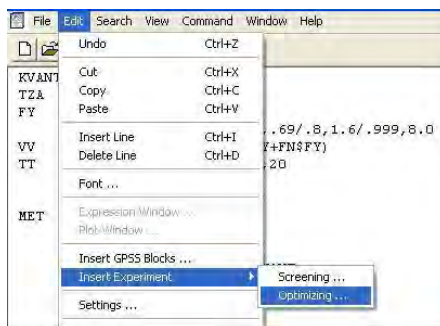 File Edit Search View Command Window Help
Undo Ctrl+Z
KVANT
Cut Ctrl+X
TZA
Copy Ctrl+C
FY
Paste Ctrl+V
Insert Line Ctrl+I
,.69/.8,1.6/.999,8.0
VV
Delete Line Ctrl+D
Y+FN$FY)
TT
,20
Font ...
MET
Expression Window ...
Plot Window ...
Insert GPSS Blocks ...
Insert Experiment
Screening ...
Optimizing ...
Settings ...